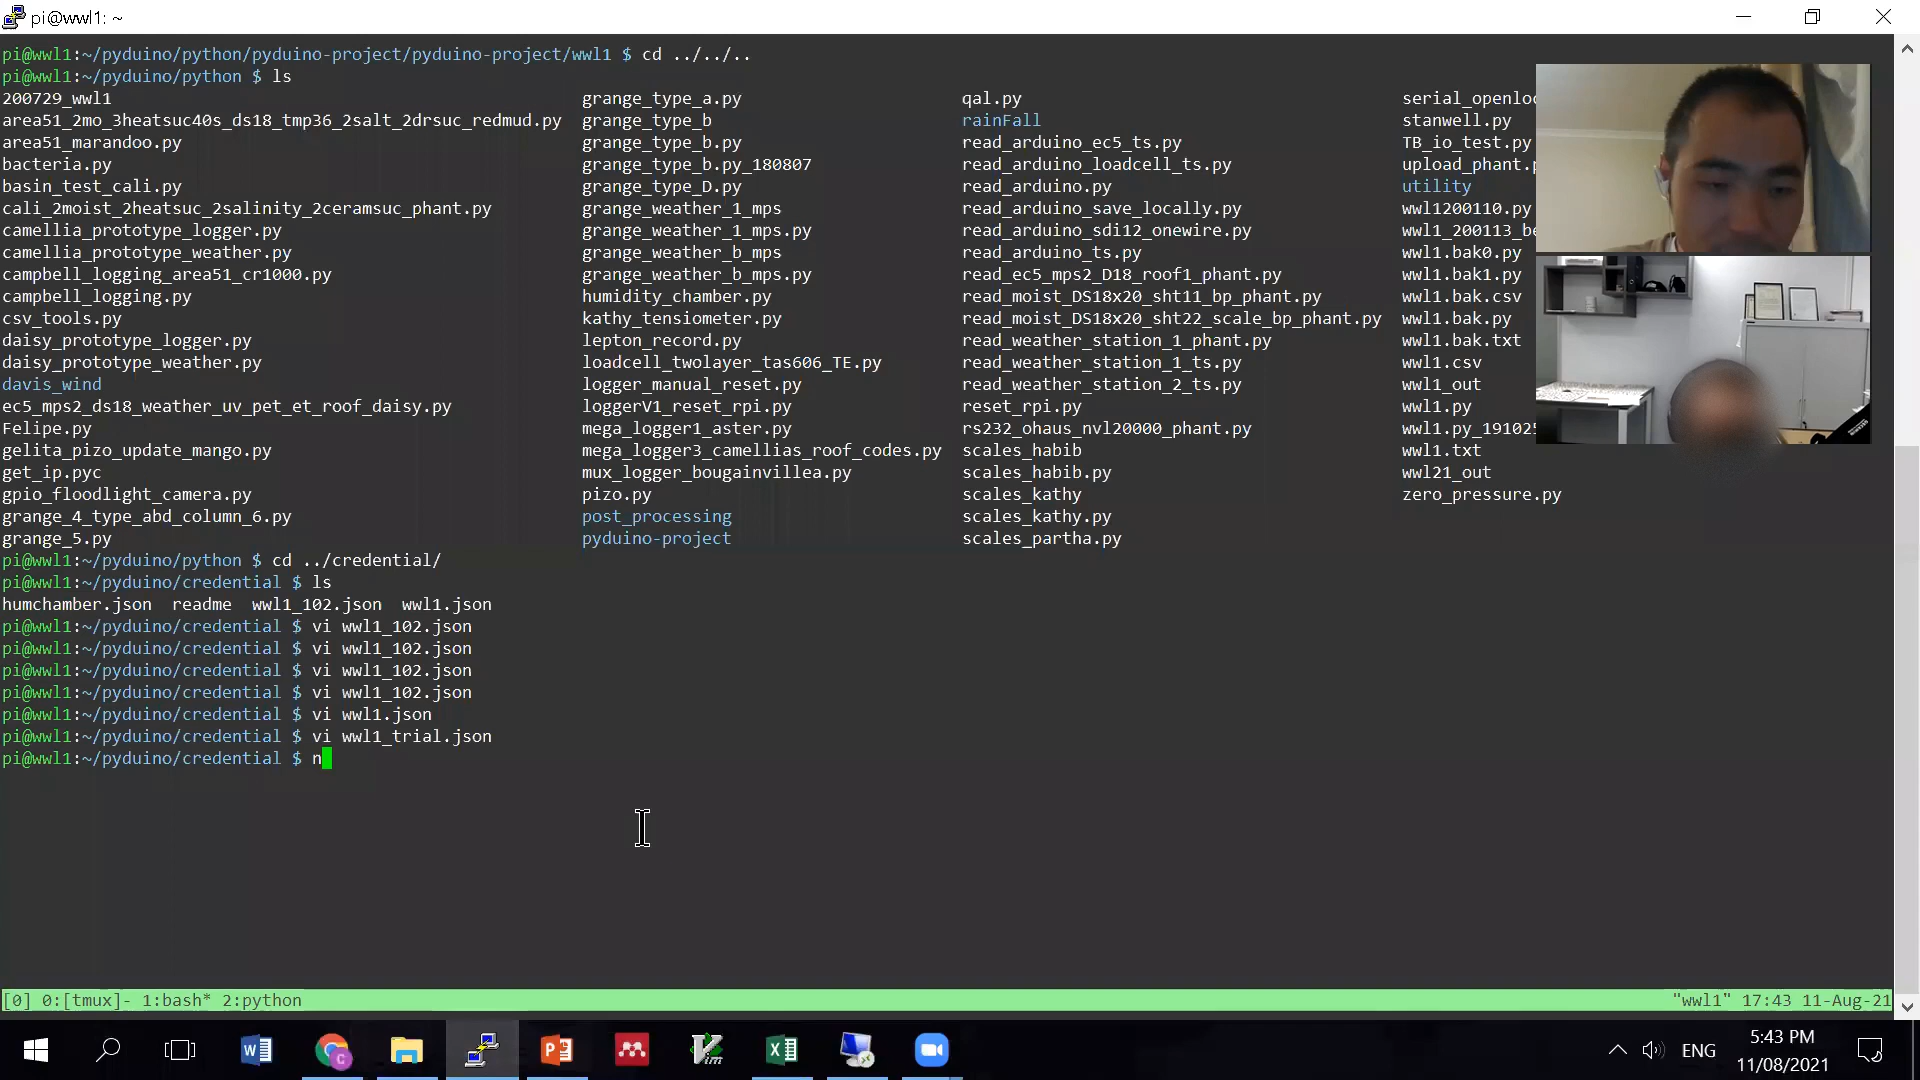 pi@wwl1: ~
pi@wwl1:~/pyduino/python/pyduino-project/pyduino-project/wwl1 $ cd ../../..
pi@wwl1:~/pyduino/python $ ls
200729_wwl1 grange_type_a.py qal.py
area51_2mo_3heatsuc40s_ds18_tmp36_2salt_2drsuc_redmud.py grange_type_b rainFall stanwell.py
area51_marandoo.py grange_type_b.py read_arduino_ec5_ts.py TB_io_test.py
bacteria.py grange_type_b.py_180807 read_arduino_loadcell_ts.py upload_phant.p
basin_test_cali.py grange_type_D.py read_arduino.py utility
cali_2moist_2heatsuc_2salinity_2ceramsuc_phant.py grange_weather_1_mps read_arduino_save_locally.py wwl1200110.py
camellia_prototype_logger.py grange_weather_1_mps.py read_arduino_sdi12_onewire.py wwl1_200113_be
camellia_prototype_weather.py grange_weather_b_mps read_arduino_ts.py wwl1.bak0.py
campbell_logging_area51_cr1000.py grange_weather_b_mps.py read_ec5_mps2_D18_roof1_phant.py wwl1.bak1.py
campbell_logging.py humidity_chamber.py read_moist_DS18x20_sht11_bp_phant.py wwl1.bak.csv
csv_tools.py kathy_tensiometer.py read_moist_DS18x20_sht22_scale_bp_phant.py wwl1.bak.py
daisy_prototype_logger.py lepton_record.py read_weather_station_1_phant.py wwl1.bak.txt
daisy_prototype_weather.py loadcell_twolayer_tas606_TE.py read_weather_station_1_ts.py wwl1.csv
davis_wind logger_manual_reset.py read_weather_station_2_ts.py wwl1_out
ec5_mps2_ds18_weather_uv_pet_et_roof_daisy.py loggerV1_reset_rpi.py reset_rpi.py wwl1.py
Felipe.py mega_logger1_aster.py rs232_ohaus_nvl20000_phant.py wwl1.py_191025
gelita_pizo_update_mango.py mega_logger3_camellias_roof_codes.py scales_habib wwl1.txt
get_ip.pyc mux_logger_bougainvillea.py scales_habib.py wwl21_out
gpio_floodlight_camera.py pizo.py scales_kathy zero_pressure.py
grange_4_type_abd_column_6.py post_processing scales_kathy.py
grange_5.py pyduino-project scales_partha.py
pi@wwl1:~/pyduino/python $ cd ../credential/
pi@wwl1:~/pyduino/credential $ ls
humchamber.json readme wwl1_102.json wwl1.json
pi@wwl1:~/pyduino/credential $ vi wwl1_102.json
pi@wwl1:~/pyduino/credential $ vi wwl1_102.json
pi@wwl1:~/pyduino/credential $ vi wwl1_102.json
pi@wwl1:~/pyduino/credential $ vi wwl1_102.json
pi@wwl1:~/pyduino/credential $ vi wwl1.json
pi@wwl1:~/pyduino/credential $ vi wwl1_trial.json
pi@wwl1:~/pyduino/credential $ n
[0] 0:[tmux]- 1:bash* 2:python "wwl1" 17:43 11-Aug-21
ENG
5:43 PM
11/08/2021